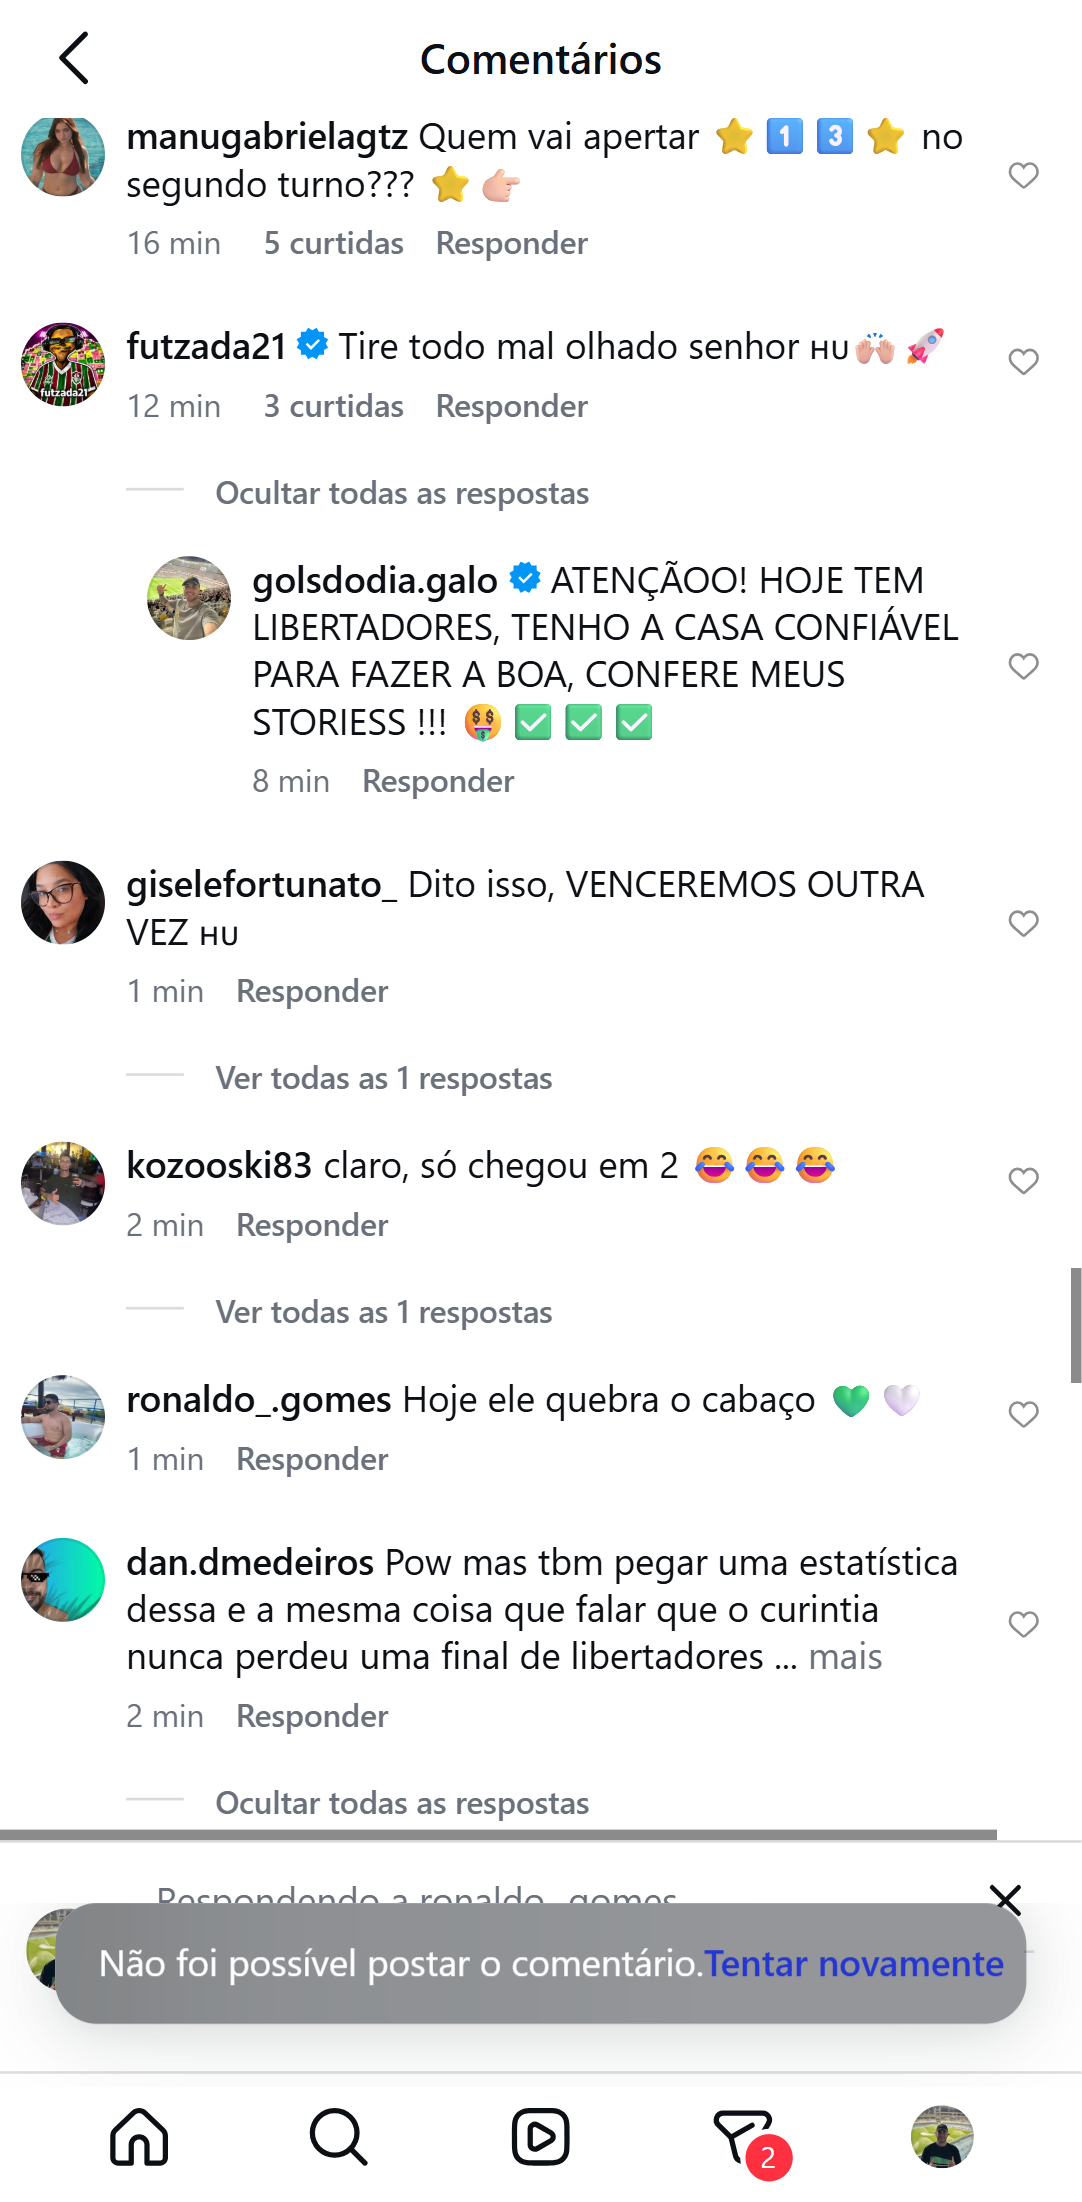 Comentários
manugabrielagtz Quem vai apertar ⭐ 1️⃣ 3️⃣ ⭐ no
segundo turno??? ⭐ 👉🏻
16 min 5 curtidas Responder
futzada21 Tire todo mal olhado senhor ʜᴜ🙌🏻 🚀
futzada21
12 min 3 curtidas Responder
Ocultar todas as respostas
golsdodia.galo ATENÇÃOO! HOJE TEM
LIBERTADORES, TENHO A CASA CONFIÁVEL
PARA FAZER A BOA, CONFERE MEUS
STORIESS !!! 🤑 ✅ ✅ ✅
8 min Responder
giselefortunato_ Dito isso, VENCEREMOS OUTRA
VEZ ʜᴜ
1 min Responder
Ver todas as 1 respostas
kozooski83 claro, só chegou em 2 😂 😂 😂
2 min Responder
Ver todas as 1 respostas
ronaldo_.gomes Hoje ele quebra o cabaço 💚 🤍
1 min Responder
dan.dmedeiros Pow mas tbm pegar uma estatística
dessa e a mesma coisa que falar que o curintia
nunca perdeu uma final de libertadores ... mais
2 min Responder
Ocultar todas as respostas
Respondendo a ronaldo_.gomes
Não foi possível postar o comentário.Tentar novamente
2